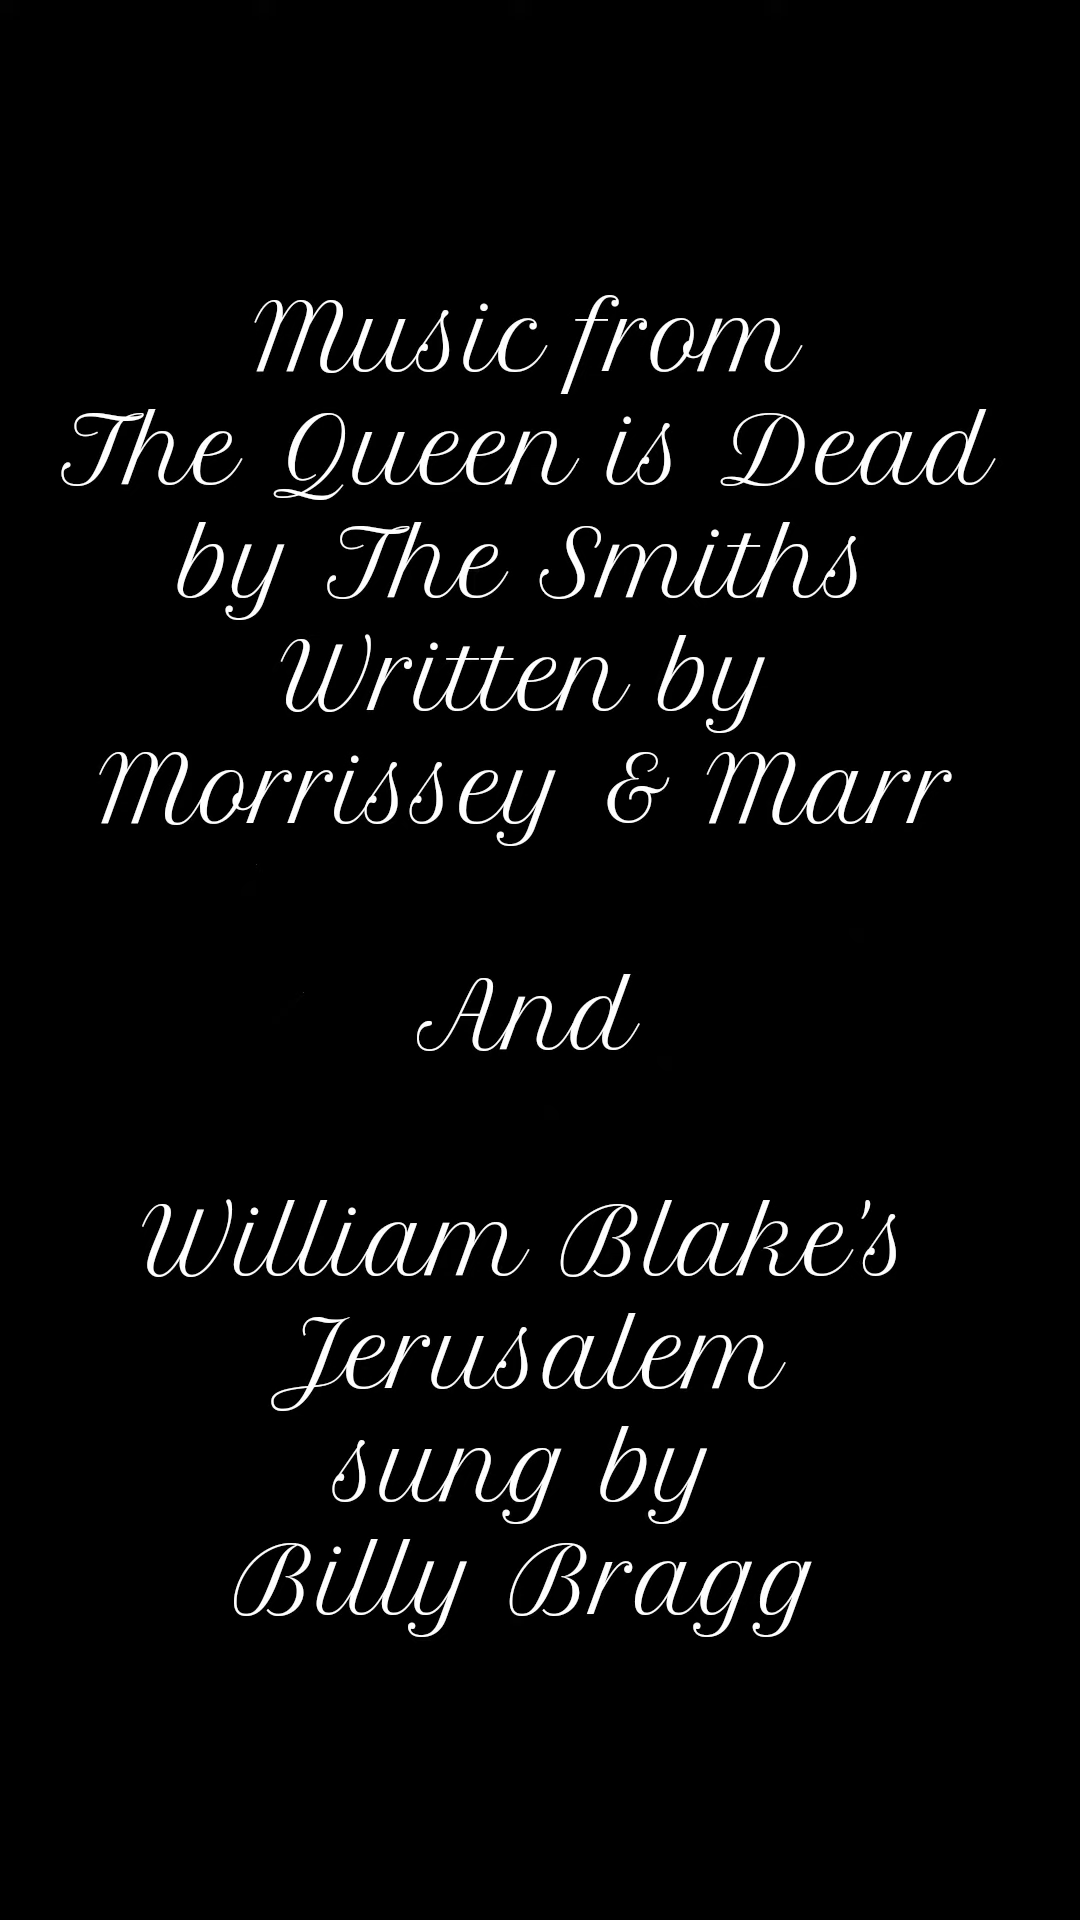 Music from
The Queen is Dead
by The Smiths
Written by
Morrissey & Marr
And
William Blake's
Jerusalem
sung by
Billy Bragg